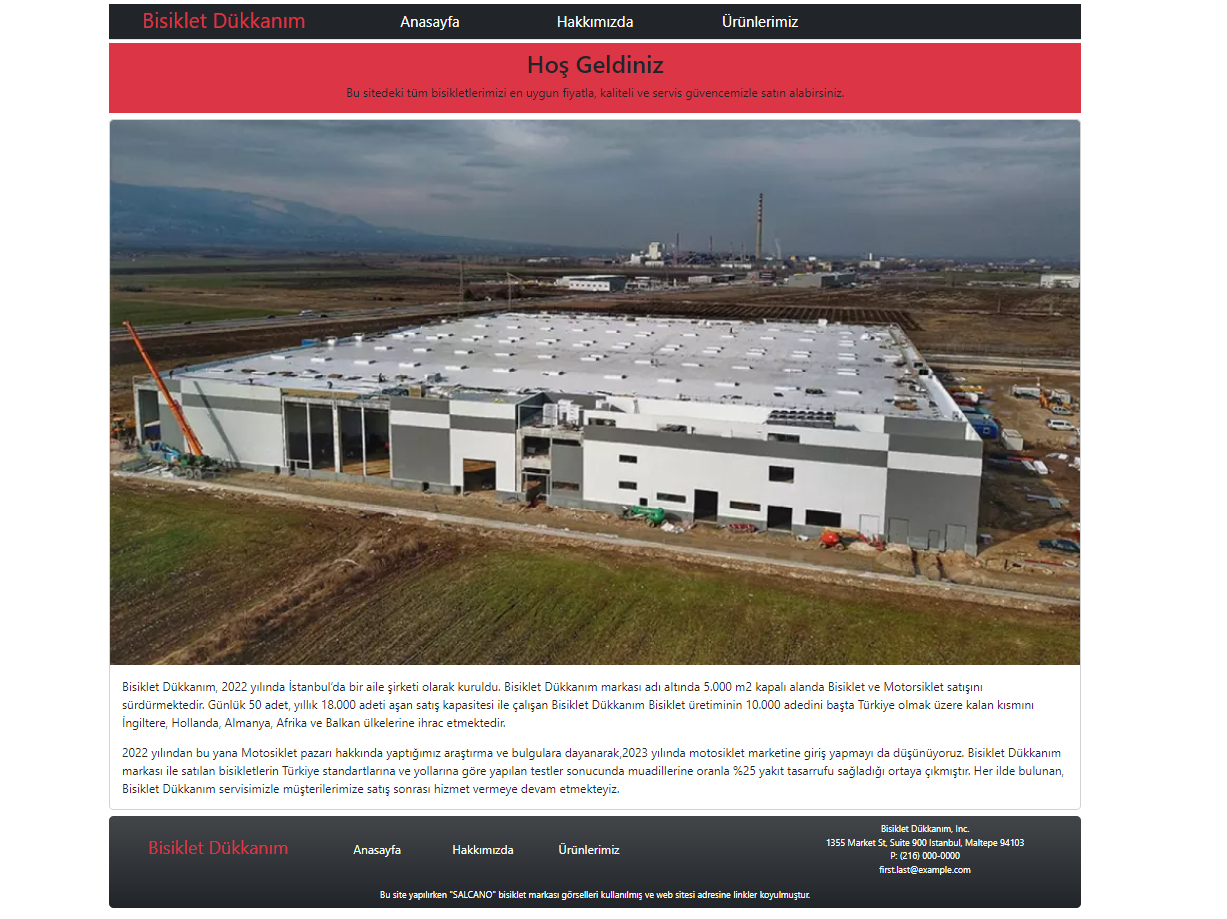 Bisiklet Dükkanım Anasayfa Hakkımızda Ürünlerimiz
Hoş Geldiniz
Bu sitedeki tüm bisikletlerimizi en uygun fiyatla, kaliteli ve servis güvencemizle satın alabirsiniz.
Bisiklet Dükkanım, 2022 yılında İstanbul’da bir aile şirketi olarak kuruldu. Bisiklet Dükkanım markası adı altında 5.000 m2 kapalı alanda Bisiklet ve Motorsiklet satışını
sürdürmektedir. Günlük 50 adet, yıllık 18.000 adeti aşan satış kapasitesi ile çalışan Bisiklet Dükkanım Bisiklet üretiminin 10.000 adedini başta Türkiye olmak üzere kalan kısmını
İngiltere, Hollanda, Almanya, Afrika ve Balkan ülkelerine ihrac etmektedir.
2022 yılından bu yana Motosiklet pazarı hakkında yaptığımız araştırma ve bulgulara dayanarak,2023 yılında motosiklet marketine giriş yapmayı da düşünüyoruz. Bisiklet Dükkanım
markası ile satılan bisikletlerin Türkiye standartlarına ve yollarına göre yapılan testler sonucunda muadillerine oranla %25 yakıt tasarrufu sağladığı ortaya çıkmıştır. Her ilde bulunan,
Bisiklet Dükkanım servisimizle müşterilerimize satış sonrası hizmet vermeye devam etmekteyiz.
Bisiklet Dükkanım Anasayfa Hakkımızda Ürünlerimiz
Bisiklet Dükkanım, Inc.
1355 Market St, Suite 900 Istanbul, Maltepe 94103
P: (216) 000-0000
first.last@example.com
Bu site yapılırken "SALCANO" bisiklet markası görselleri kullanılmış ve web sitesi adresine linkler koyulmuştur.